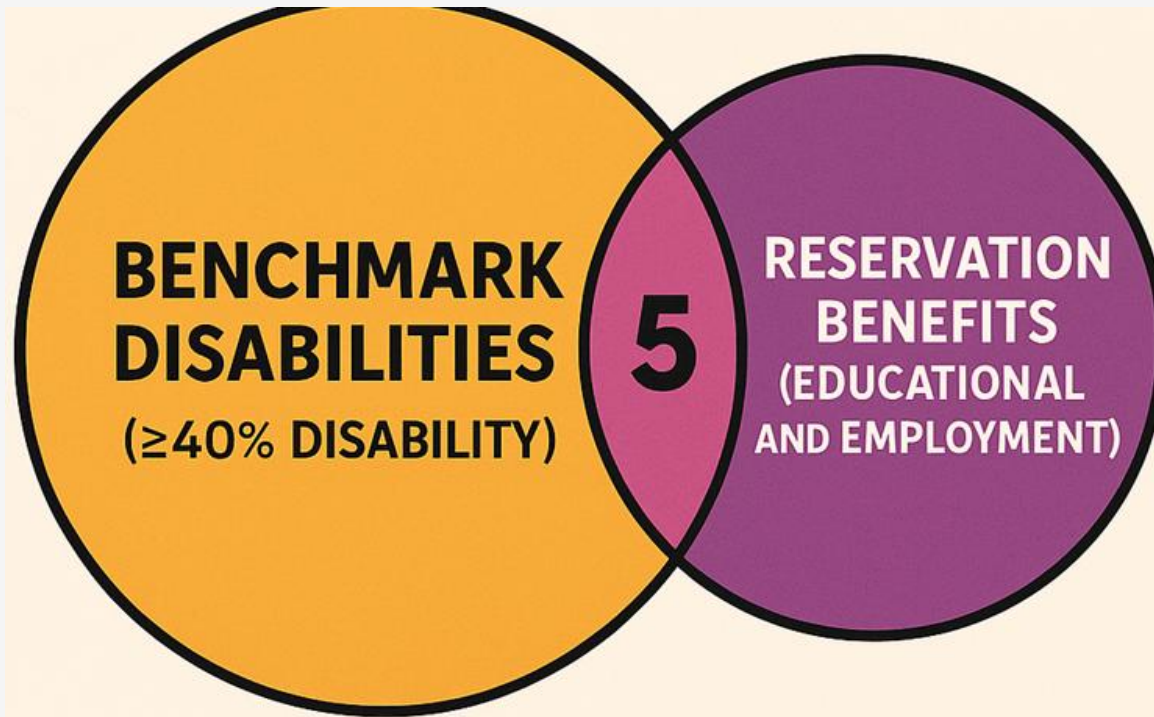 BENCHMARK
DISABILITIES
(≥40% DISABILITY)
5
RESERVATION
BENEFITS
(EDUCATIONAL
AND EMPLOYMENT)